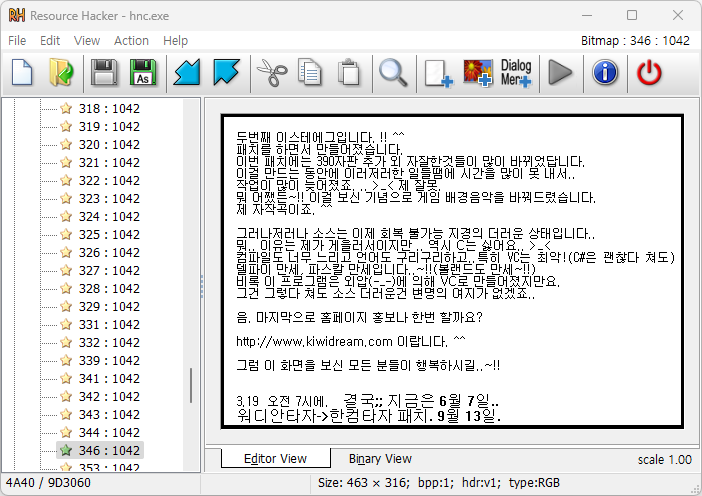 Resource Hacker - hnc.exe
File Edit View Action Help
Bitmap : 346 : 1042
As
Dialog
Menu
318 : 1042
319 : 1042
320 : 1042
321 : 1042
322 : 1042
323 : 1042
324 : 1042
325 : 1042
326 : 1042
327 : 1042
328 : 1042
329 : 1042
331 : 1042
332 : 1042
339 : 1042
341 : 1042
342 : 1042
343 : 1042
344 : 1042
346 : 1042
353 : 1042
두번째 이스테에그입니다. !! ^^
패치를 하면서 만들어졌습니다.
이번 패치에는 390자판 추가 외 자잘한것들이 많이 바뀌었답니다.
이걸 만드는 동안에 이러저러한 일들땜에 시간을 많이 못 내서..
작업이 많이 늦어졌죠. .. >_< 제 잘못.
뭐 어쨌든~!! 이걸 보신 기념으로 게임 배경음악을 바꿔드렸습니다.
제 자작곡이죠. ^^
그러나저러나 소스는 이제 회복 불가능 지경의 더러운 상태입니다..
뭐.. 이유는 제가 게을러서이지만 .. 역시 C는 싫어요.. >_<
컴파일도 너무 느리고 언어도 구리구리하고.. 특히 VC는 최악!(C#은 괜찮다 쳐도)
델파이 만세, 파스칼 만세입니다..~!!(볼랜드도 만세~!!)
비록 이 프로그램은 외압(-_-)에 의해 VC로 만들어졌지만요.
그건 그렇다 쳐도 소스 더러운건 변명의 여지가 없겠죠..
음. 마지막으로 홈페이지 홍보나 한번 할까요?
http://www.kiwidream.com 이랍니다. ^^
그럼 이 화면을 보신 모든 분들이 행복하시길..~!!
3.19 오전 7시에. 결국;; 지금은 6월 7일..
워디안타자->한컴타자 패치. 9월 13일.
Editor View
Binary View
scale 1.00
4A40 / 9D3060
Size: 463 × 316; bpp:1; hdr:v1; type:RGB